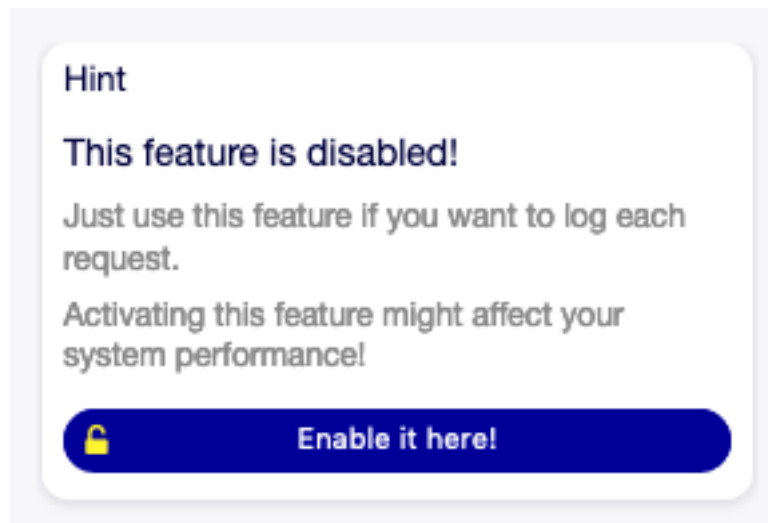 Hint
This feature is disabled!
Just use this feature if you want to log each
request.
Activating this feature might affect your
system performance!
Enable it here!